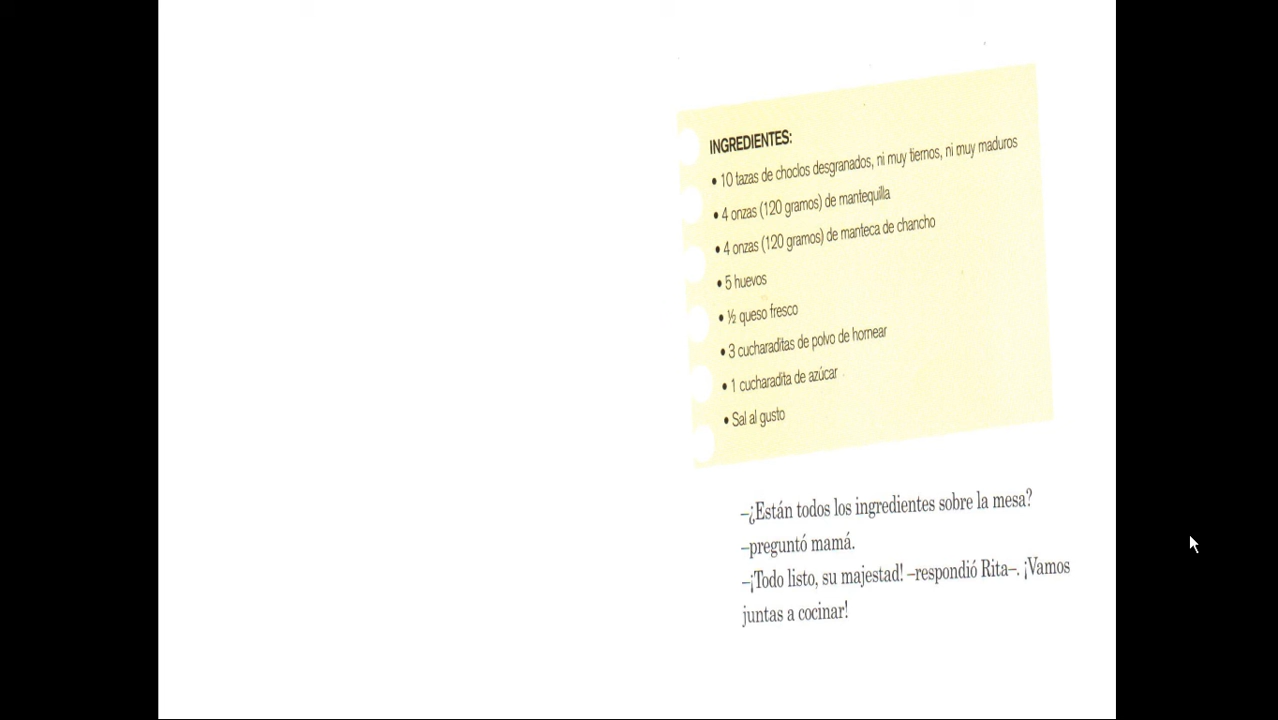 INGREDIENTES:
• 10 tazas de choclos desgranados, ni muy tiernos, ni muy maduros
• 4 onzas (120 gramos) de mantequilla
• 4 onzas (120 gramos) de manteca de chancho
• 5 huevos
• ½ queso fresco
• 3 cucharaditas de polvo de hornear
• 1 cucharadita de azúcar
• Sal al gusto
–¿Están todos los ingredientes sobre la mesa?
–preguntó mamá.
–¡Todo listo, su majestad! –respondió Rita–. ¡Vamos
juntas a cocinar!